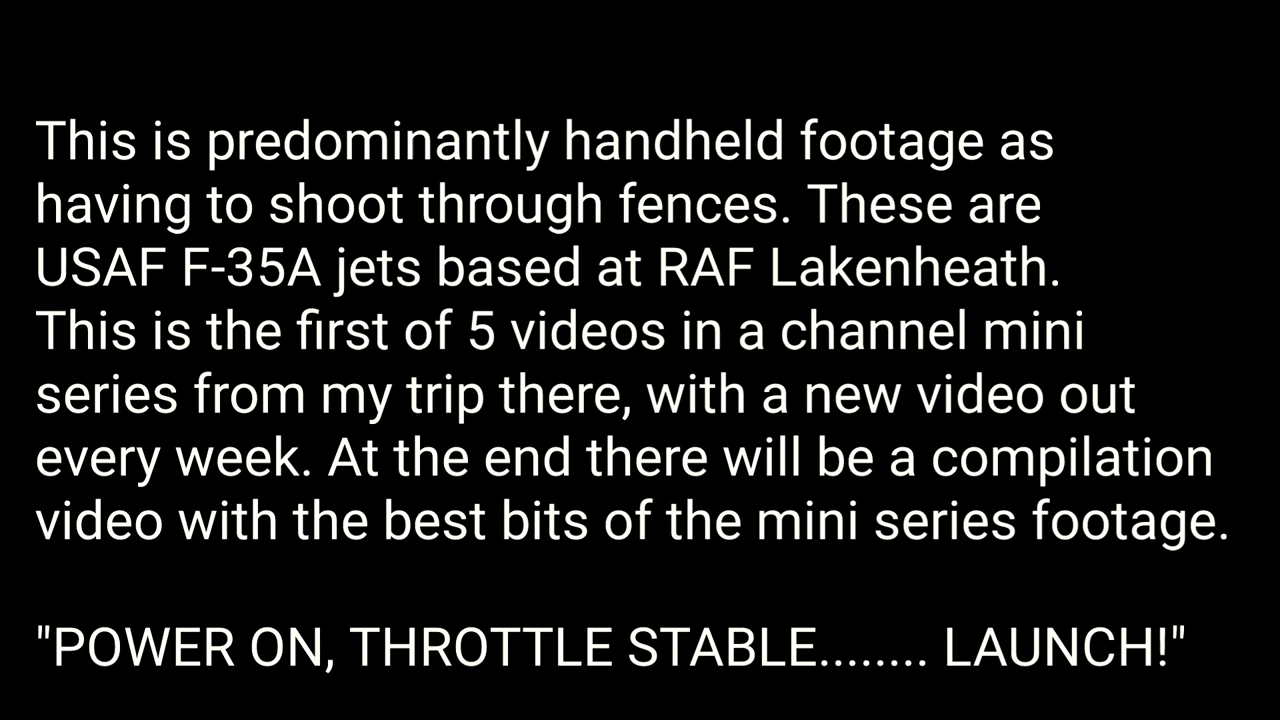 This is predominantly handheld footage as
having to shoot through fences. These are
USAF F-35A jets based at RAF Lakenheath.
This is the first of 5 videos in a channel mini
series from my trip there, with a new video out
every week. At the end there will be a compilation
video with the best bits of the mini series footage.
"POWER ON, THROTTLE STABLE........ LAUNCH!"